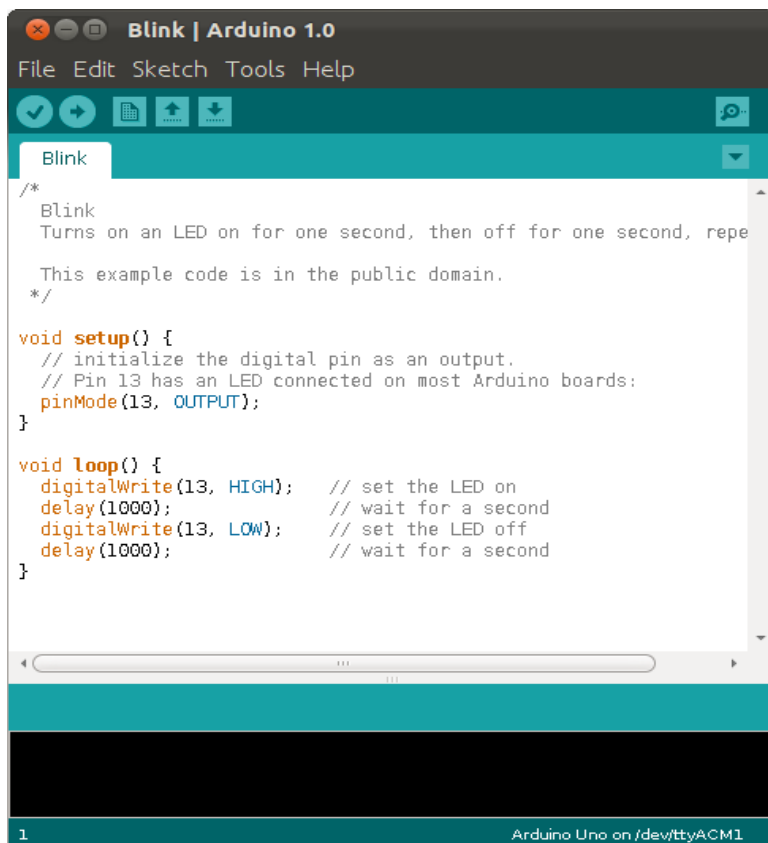 Blink | Arduino 1.0
File Edit Sketch Tools Help
Blink
/*
  Blink
  Turns on an LED on for one second, then off for one second, repe

  This example code is in the public domain.
 */

void setup() {
  // initialize the digital pin as an output.
  // Pin 13 has an LED connected on most Arduino boards:
  pinMode(13, OUTPUT);
}

void loop() {
  digitalWrite(13, HIGH);   // set the LED on
  delay(1000);              // wait for a second
  digitalWrite(13, LOW);    // set the LED off
  delay(1000);              // wait for a second
}
1
Arduino Uno on /dev/ttyACM1